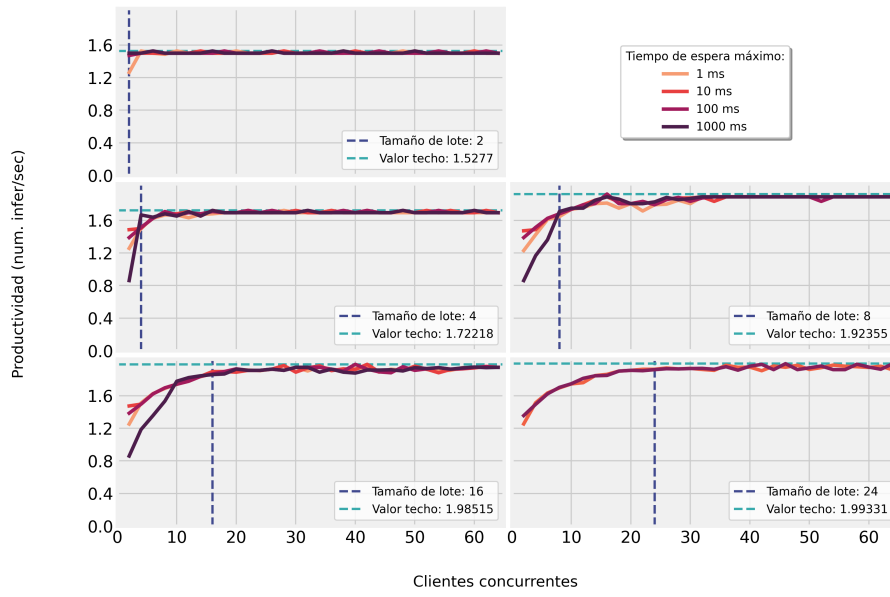 Productividad (num. infer/sec)
1.6
1.2
0.8
0.4
0.0
Tamaño de lote: 2
Valor techo: 1.5277
Tiempo de espera máximo:
1 ms
10 ms
100 ms
1000 ms
1.6
1.2
0.8
0.4
0.0
Tamaño de lote: 4
Valor techo: 1.72218
Tamaño de lote: 8
Valor techo: 1.92355
1.6
1.2
0.8
0.4
0.0
Tamaño de lote: 16
Valor techo: 1.98515
Tamaño de lote: 24
Valor techo: 1.99331
0 10 20 30 40 50 60
0 10 20 30 40 50 60
Clientes concurrentes